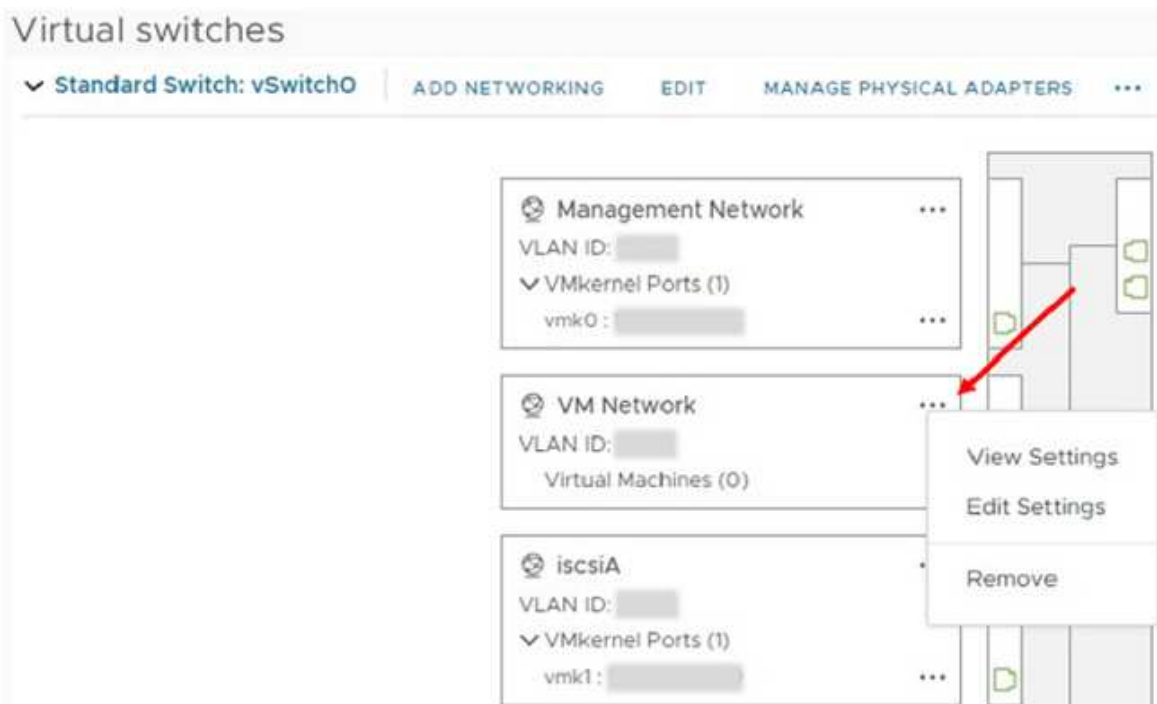 Virtual switches
Standard Switch: vSwitch0 ADD NETWORKING EDIT MANAGE PHYSICAL ADAPTERS ...
Management Network ...
VLAN ID:
VMkernel Ports (1)
vmk0 : ...
VM Network ...
VLAN ID:
Virtual Machines (0)
View Settings
Edit Settings
Remove
iscsiA
VLAN ID:
VMkernel Ports (1)
vmk1 : ...